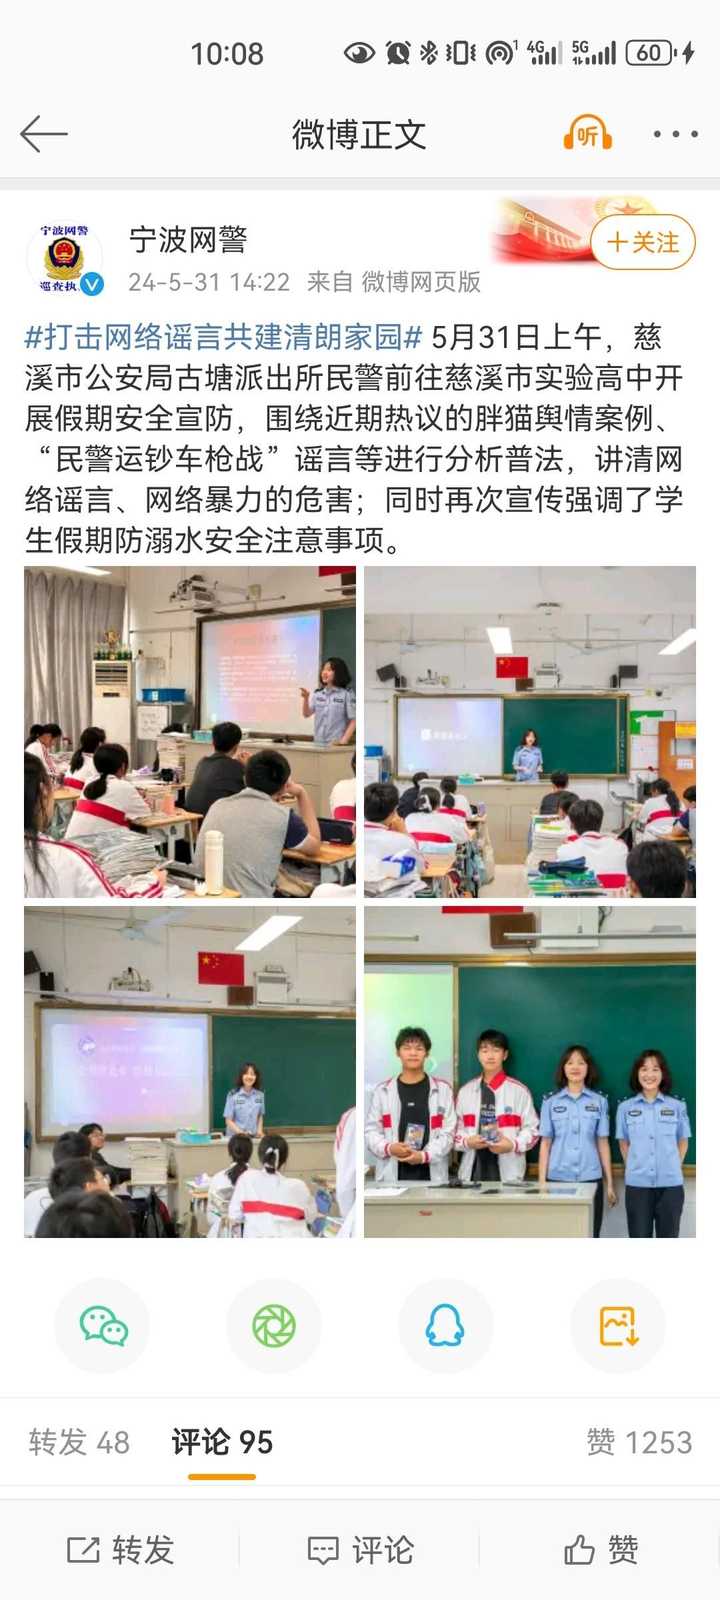 10:08
1
4G
5G
60
微博正文
听
宁波网警
巡查执
宁波网警
24-5-31 14:22 来自 微博网页版
+关注
#打击网络谣言共建清朗家园# 5月31日上午，慈
溪市公安局古塘派出所民警前往慈溪市实验高中开
展假期安全宣防，围绕近期热议的胖猫舆情案例、
“民警运钞车枪战”谣言等进行分析普法，讲清网
络谣言、网络暴力的危害；同时再次宣传强调了学
生假期防溺水安全注意事项。
转发 48
评论 95
赞 1253
转发
评论
赞